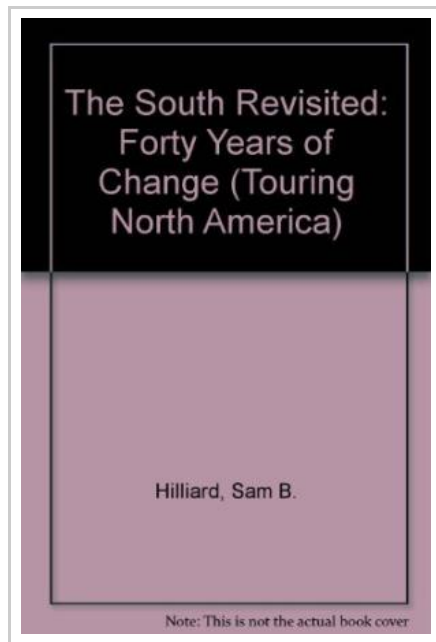 The South Revisited:
Forty Years of
Change (Touring
North America)
Hilliard, Sam B.
Note: This is not the actual book cover